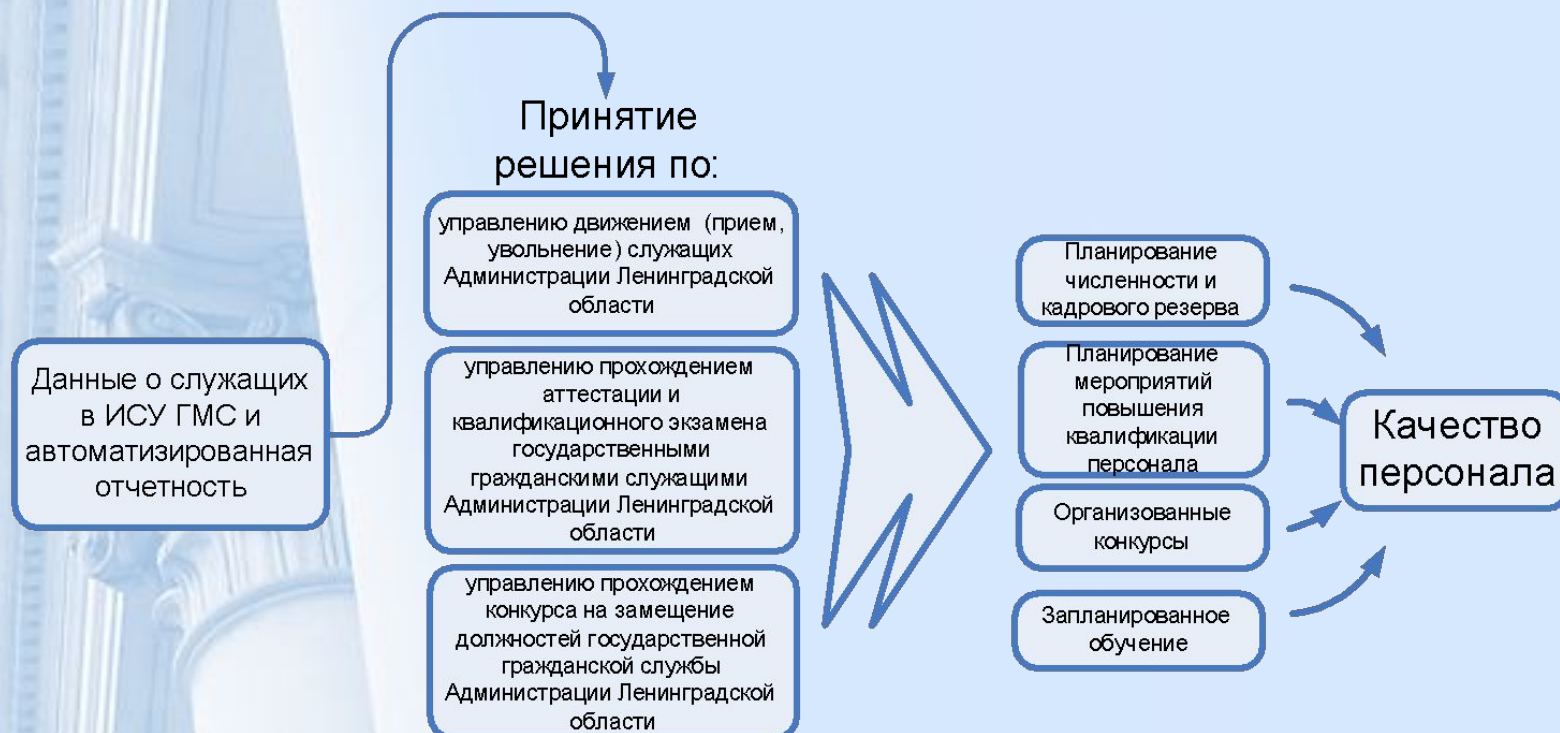 Данные о служащих
в ИСУ ГМС и
автоматизированная
отчетность
Принятие
решения по:
управлению движением (прием,
увольнение) служащих
Администрации Ленинградской
области
управлению прохождением
аттестации и
квалификационного экзамена
государственными
гражданскими служащими
Администрации Ленинградской
области
управлению прохождением
конкурса на замещение
должностей государственной
гражданской службы
Администрации Ленинградской
области
Планирование
численности и
кадрового резерва
Планирование
мероприятий
повышения
квалификации
персонала
Организованные
конкурсы
Запланированное
обучение
Качество
персонала